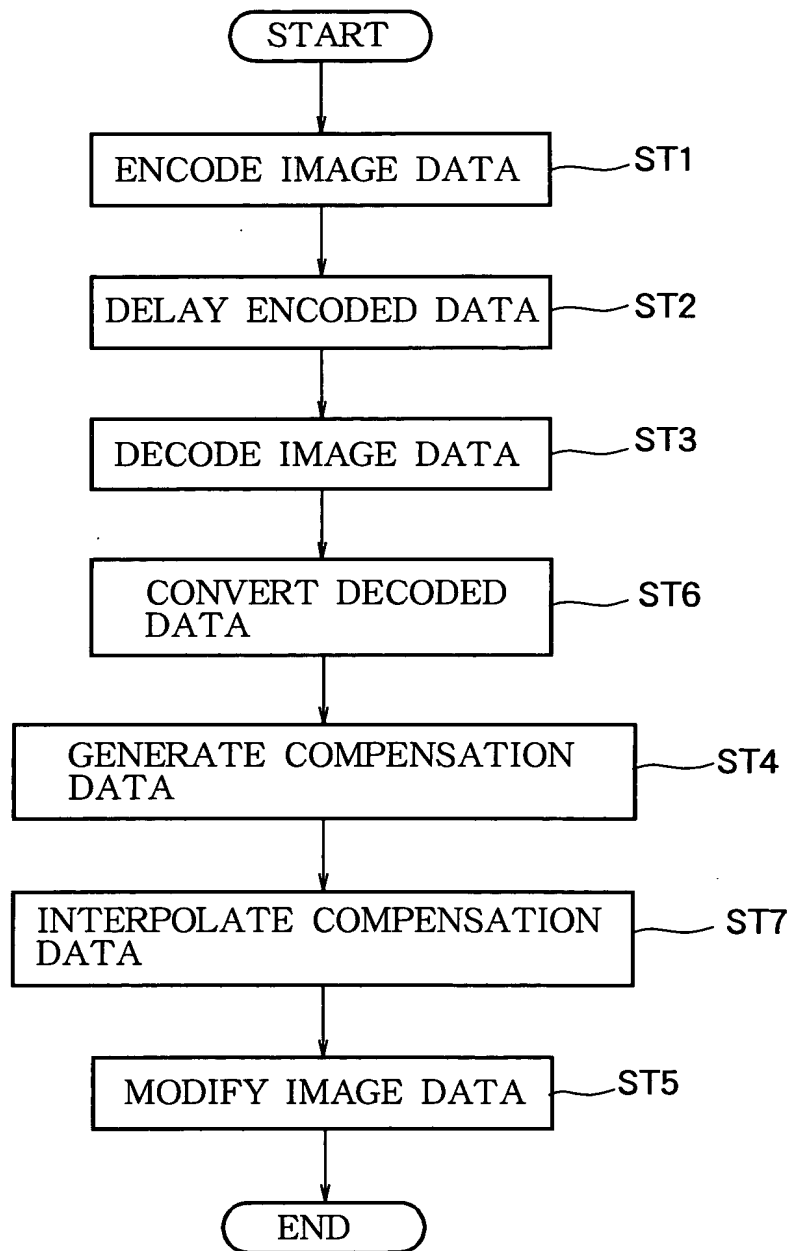 START
ENCODE IMAGE DATA
ST1
DELAY ENCODED DATA
ST2
DECODE IMAGE DATA
ST3
CONVERT DECODED
DATA
ST6
GENERATE COMPENSATION
DATA
ST4
INTERPOLATE COMPENSATION
DATA
ST7
MODIFY IMAGE DATA
ST5
END